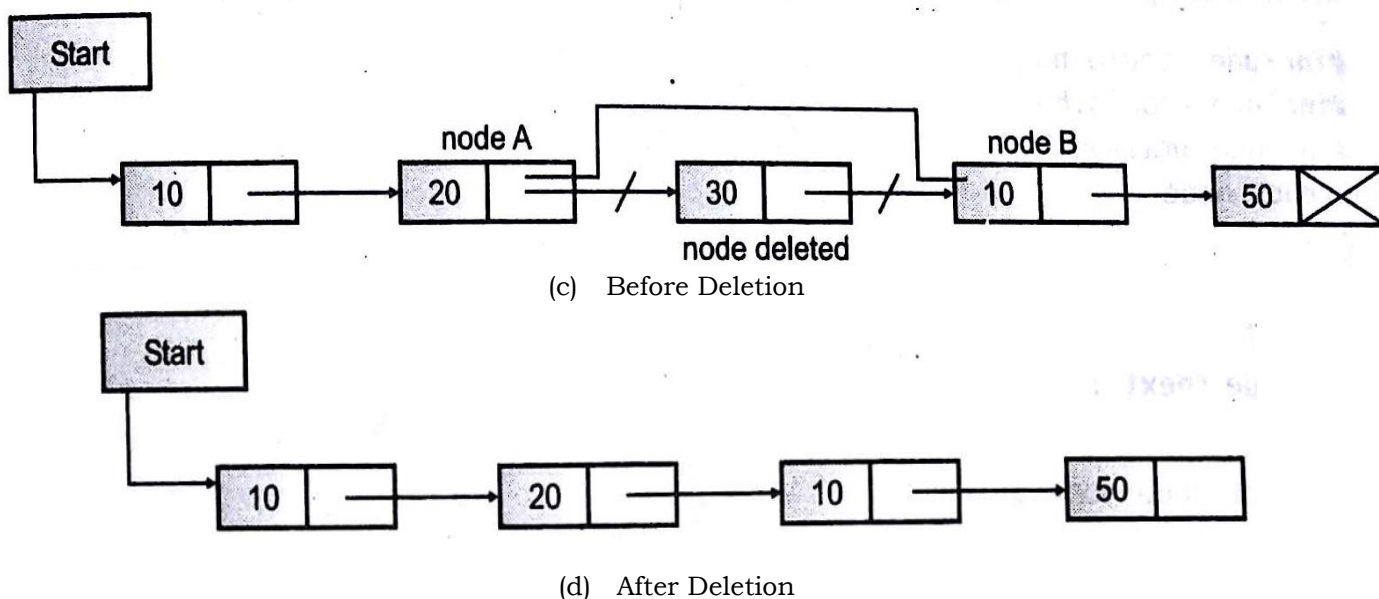 Start
node A
node B
10 20 30 10 50
node deleted
(c) Before Deletion
Start
10 20 10 50
(d) After Deletion